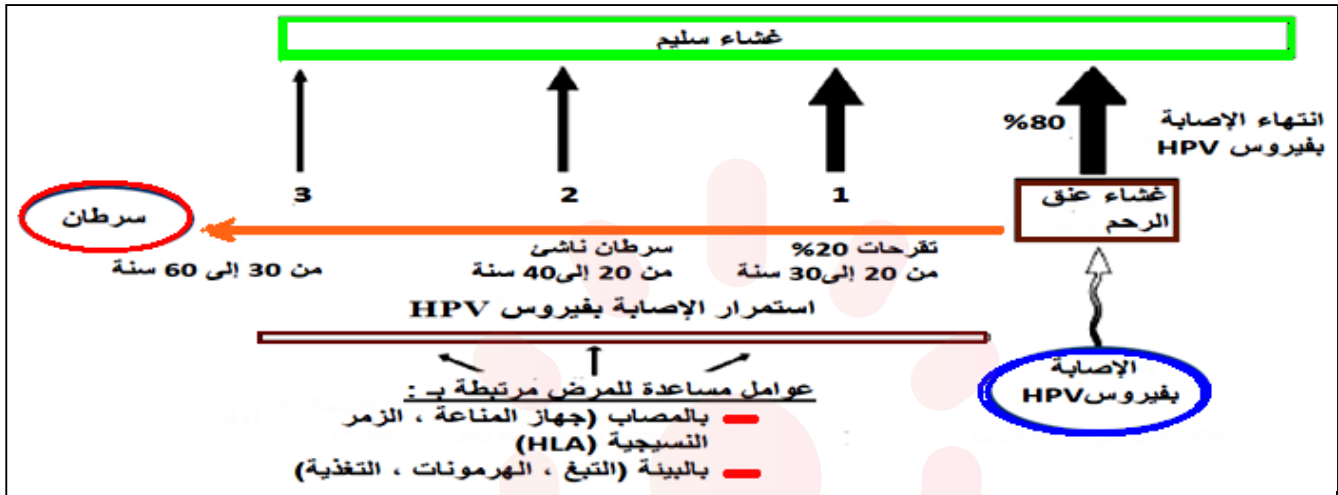 غشاء سليم
%80
انتهاء الإصابة
بفيروس HPV
3
2
1
غشاء عنق
الرحم
سرطان
تقرحات 20%
من 20 إلى30 سنة
سرطان ناشئ
من 20 إلى40 سنة
من 30 إلى 60 سنة
استمرار الإصابة بفيروس HPV
الإصابة
بفيروسHPV
عوامل مساعدة للمرض مرتبطة بـ :
بالمصاب (جهاز المناعة ، الزمر
النسيجية (HLA)
بالبيئة (التبغ ، الهرمونات ، التغذية)